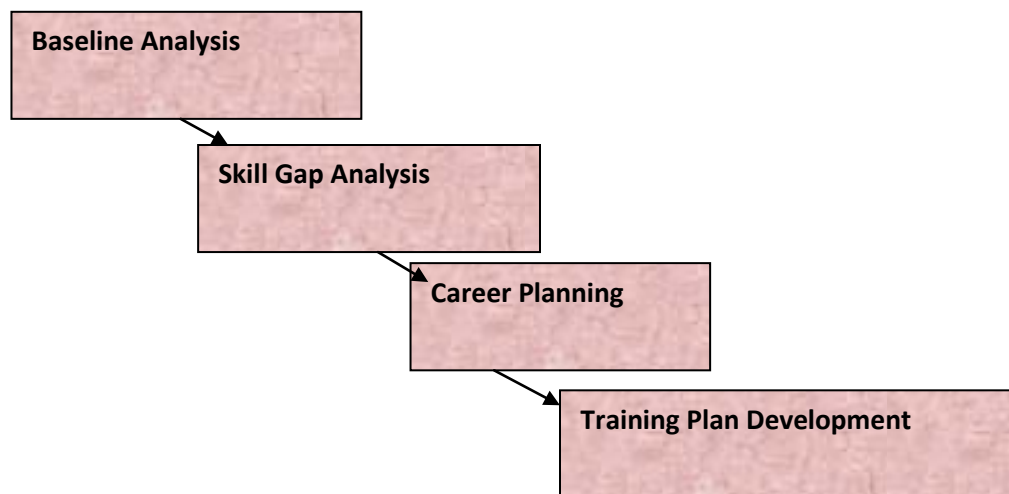 Baseline Analysis
Skill Gap Analysis
Career Planning
Training Plan Development